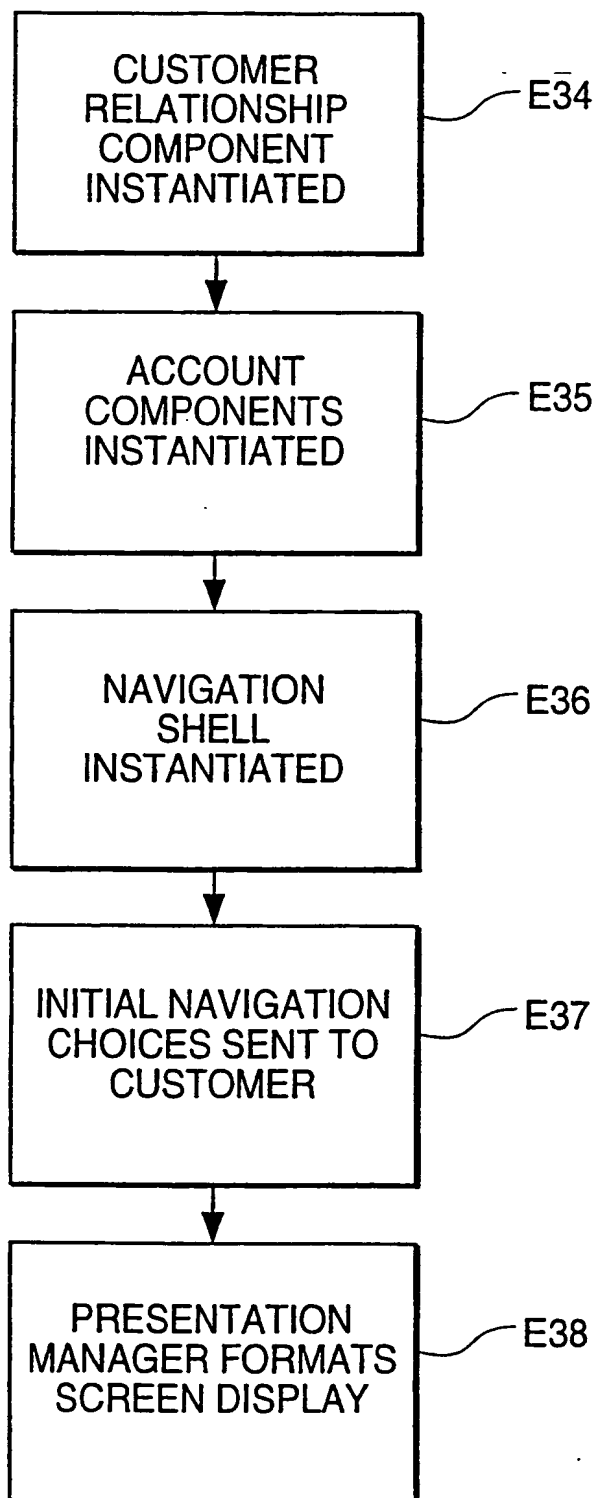 CUSTOMER
RELATIONSHIP
COMPONENT
INSTANTIATED
E34
ACCOUNT
COMPONENTS
INSTANTIATED
E35
NAVIGATION
SHELL
INSTANTIATED
E36
INITIAL NAVIGATION
CHOICES SENT TO
CUSTOMER
E37
PRESENTATION
MANAGER FORMATS
SCREEN DISPLAY
E38